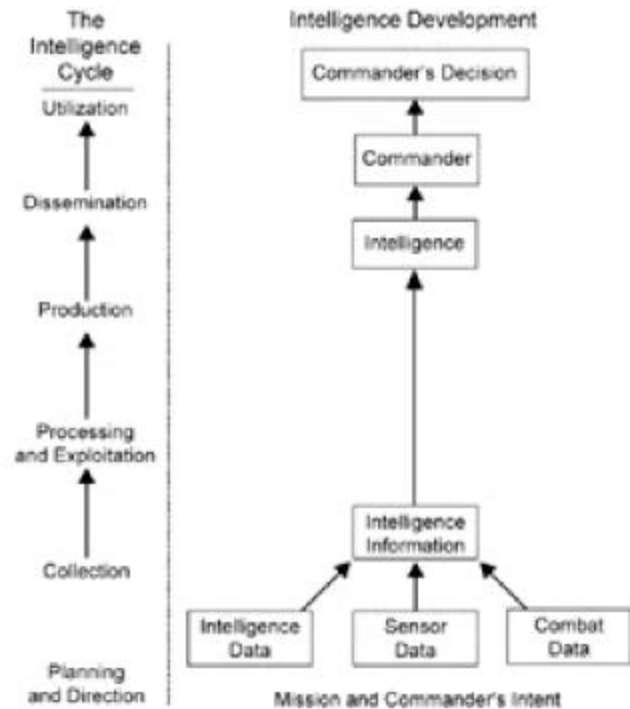 The
Intelligence
Cycle
Utilization
Dissemination
Production
Processing
and Exploitation
Collection
Planning
and Direction
Intelligence Development
Commander's Decision
Commander
Intelligence
Intelligence
Information
Intelligence
Data
Sensor
Data
Combat
Data
Mission and Commander's Intent